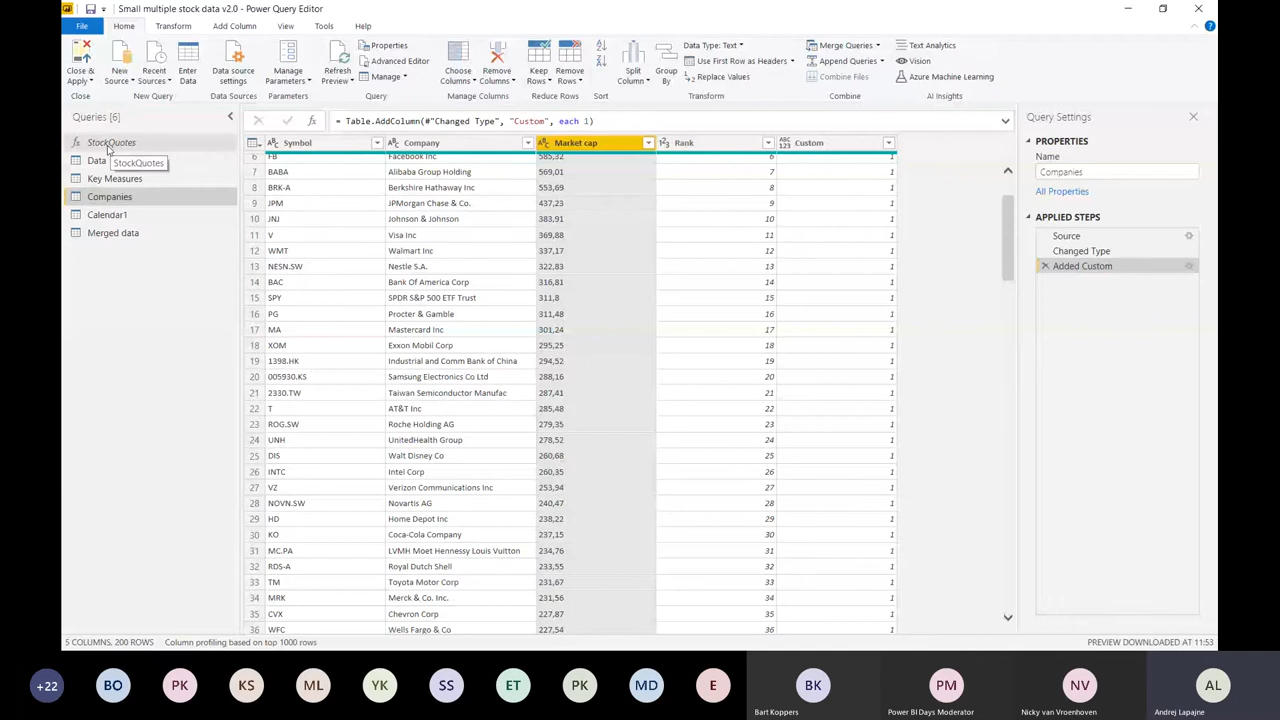 Small multiple stock data v2.0 - Power Query Editor
File Home Transform Add Column View Tools Help
Close & Apply
New Source
Recent Sources
Enter Data
Data source settings
Manage Parameters
Refresh Preview
Properties
Advanced Editor
Manage
Choose Columns
Remove Columns
Keep Rows
Remove Rows
Split Column
Group By
Data Type: Text
Use First Row as Headers
Replace Values
Merge Queries
Append Queries
Combine Files
Text Analytics
Vision
Azure Machine Learning
Close New Query Data Sources Parameters Query Manage Columns Reduce Rows Sort Transform Combine AI Insights
Queries [6]
StockQuotes
Data
StockQuotes
Key Measures
Companies
Calendar1
Merged data
= Table.AddColumn(#"Changed Type", "Custom", each 1)
Symbol Company Market cap Rank Custom
6 FB Facebook Inc 585,32 6 1
7 BABA Alibaba Group Holding 569,01 7 1
8 BRK-A Berkshire Hathaway Inc 553,69 8 1
9 JPM JPMorgan Chase & Co. 437,23 9 1
10 JNJ Johnson & Johnson 383,91 10 1
11 V Visa Inc 369,88 11 1
12 WMT Walmart Inc 337,17 12 1
13 NESN.SW Nestle S.A. 322,83 13 1
14 BAC Bank Of America Corp 316,81 14 1
15 SPY SPDR S&P 500 ETF Trust 311,8 15 1
16 PG Procter & Gamble 311,48 16 1
17 MA Mastercard Inc 301,24 17 1
18 XOM Exxon Mobil Corp 295,25 18 1
19 1398.HK Industrial and Comm Bank of China 294,52 19 1
20 005930.KS Samsung Electronics Co Ltd 288,16 20 1
21 2330.TW Taiwan Semiconductor Manufac 287,41 21 1
22 T AT&T Inc 285,48 22 1
23 ROG.SW Roche Holding AG 279,35 23 1
24 UNH UnitedHealth Group 278,52 24 1
25 DIS Walt Disney Co 260,68 25 1
26 INTC Intel Corp 260,35 26 1
27 VZ Verizon Communications Inc 253,94 27 1
28 NOVN.SW Novartis AG 240,47 28 1
29 HD Home Depot Inc 238,22 29 1
30 KO Coca-Cola Company 237,15 30 1
31 MC.PA LVMH Moet Hennessy Louis Vuitton 234,76 31 1
32 RDS-A Royal Dutch Shell 233,55 32 1
33 TM Toyota Motor Corp 231,67 33 1
34 MRK Merck & Co. Inc. 231,56 34 1
35 CVX Chevron Corp 227,87 35 1
36 WFC Wells Fargo & Co 227,54 36 1
Query Settings
PROPERTIES
Name
Companies
All Properties
APPLIED STEPS
Source
Changed Type
Added Custom
5 COLUMNS, 200 ROWS Column profiling based on top 1000 rows PREVIEW DOWNLOADED AT 11:53
+22 BO PK KS ML YK SS ET PK MD E BK PM NV AL
Bart Koppers Power BI Days Moderator Nicky van Vroenhoven Andrej Lapajne